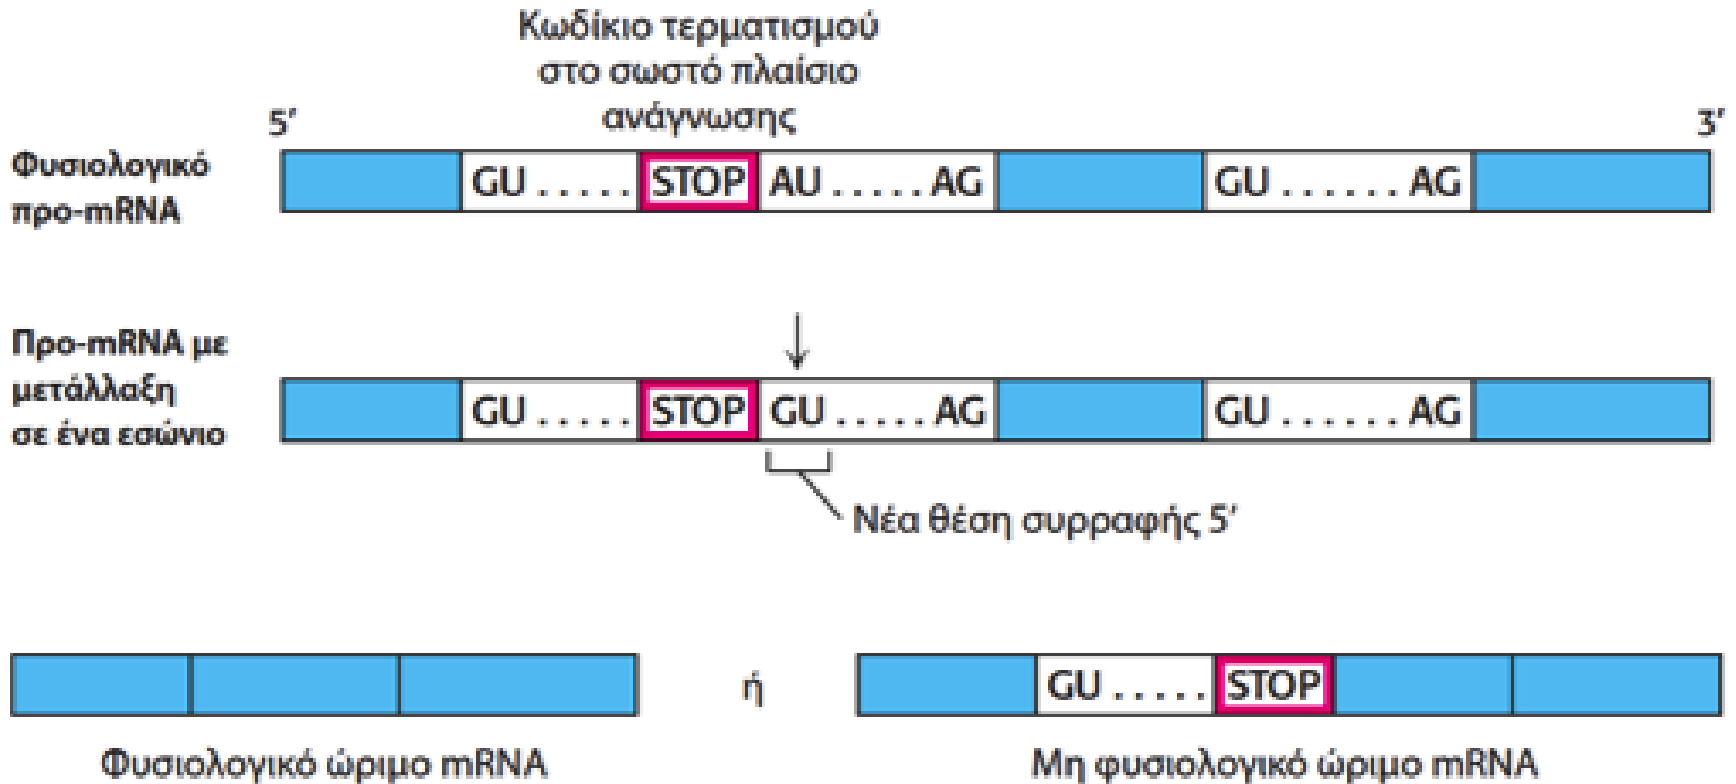 Κωδίκιο τερματισμού
στο σωστό πλαίσιο
ανάγνωσης
5′ 3′
Φυσιολογικό
προ-mRNA
GU ..... STOP AU ..... AG GU ...... AG
Προ-mRNA με
μετάλλαξη
σε ένα εσώνιο
GU ..... STOP GU ..... AG GU ...... AG
Νέα θέση συρραφής 5′
ή
GU ..... STOP
Φυσιολογικό ώριμο mRNA
Μη φυσιολογικό ώριμο mRNA